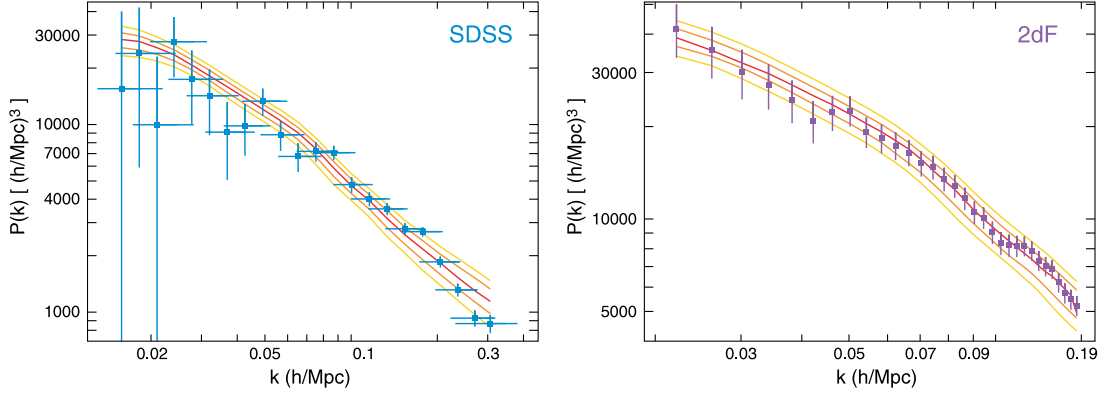 SDSS
30000
10000
7000
4000
1000
P(k) [ (h/Mpc)³ ]
0.02
0.05
0.1
0.3
k (h/Mpc)
2dF
30000
10000
5000
P(k) [ (h/Mpc)³ ]
0.03
0.05
0.07
0.09
0.19
k (h/Mpc)